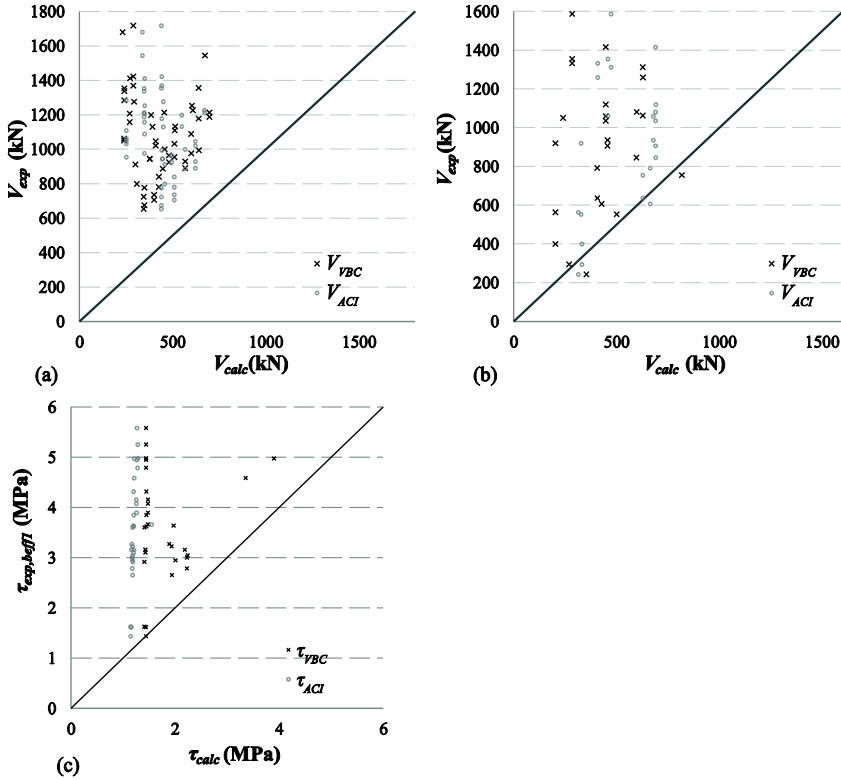 1800
1600
1400
1200
1000
800
600
400
200
0
V_exp (kN)
0 500 1000 1500
V_calc(kN)
V_VBC
V_ACI
(a)
1600
1400
1200
1000
800
600
400
200
0
V_exp(kN)
0 500 1000 1500
V_calc (kN)
V_VBC
V_ACI
(b)
6
5
4
3
2
1
0
τ_exp,beff1 (MPa)
0 2 4 6
τ_calc (MPa)
τ_VBC
τ_ACI
(c)